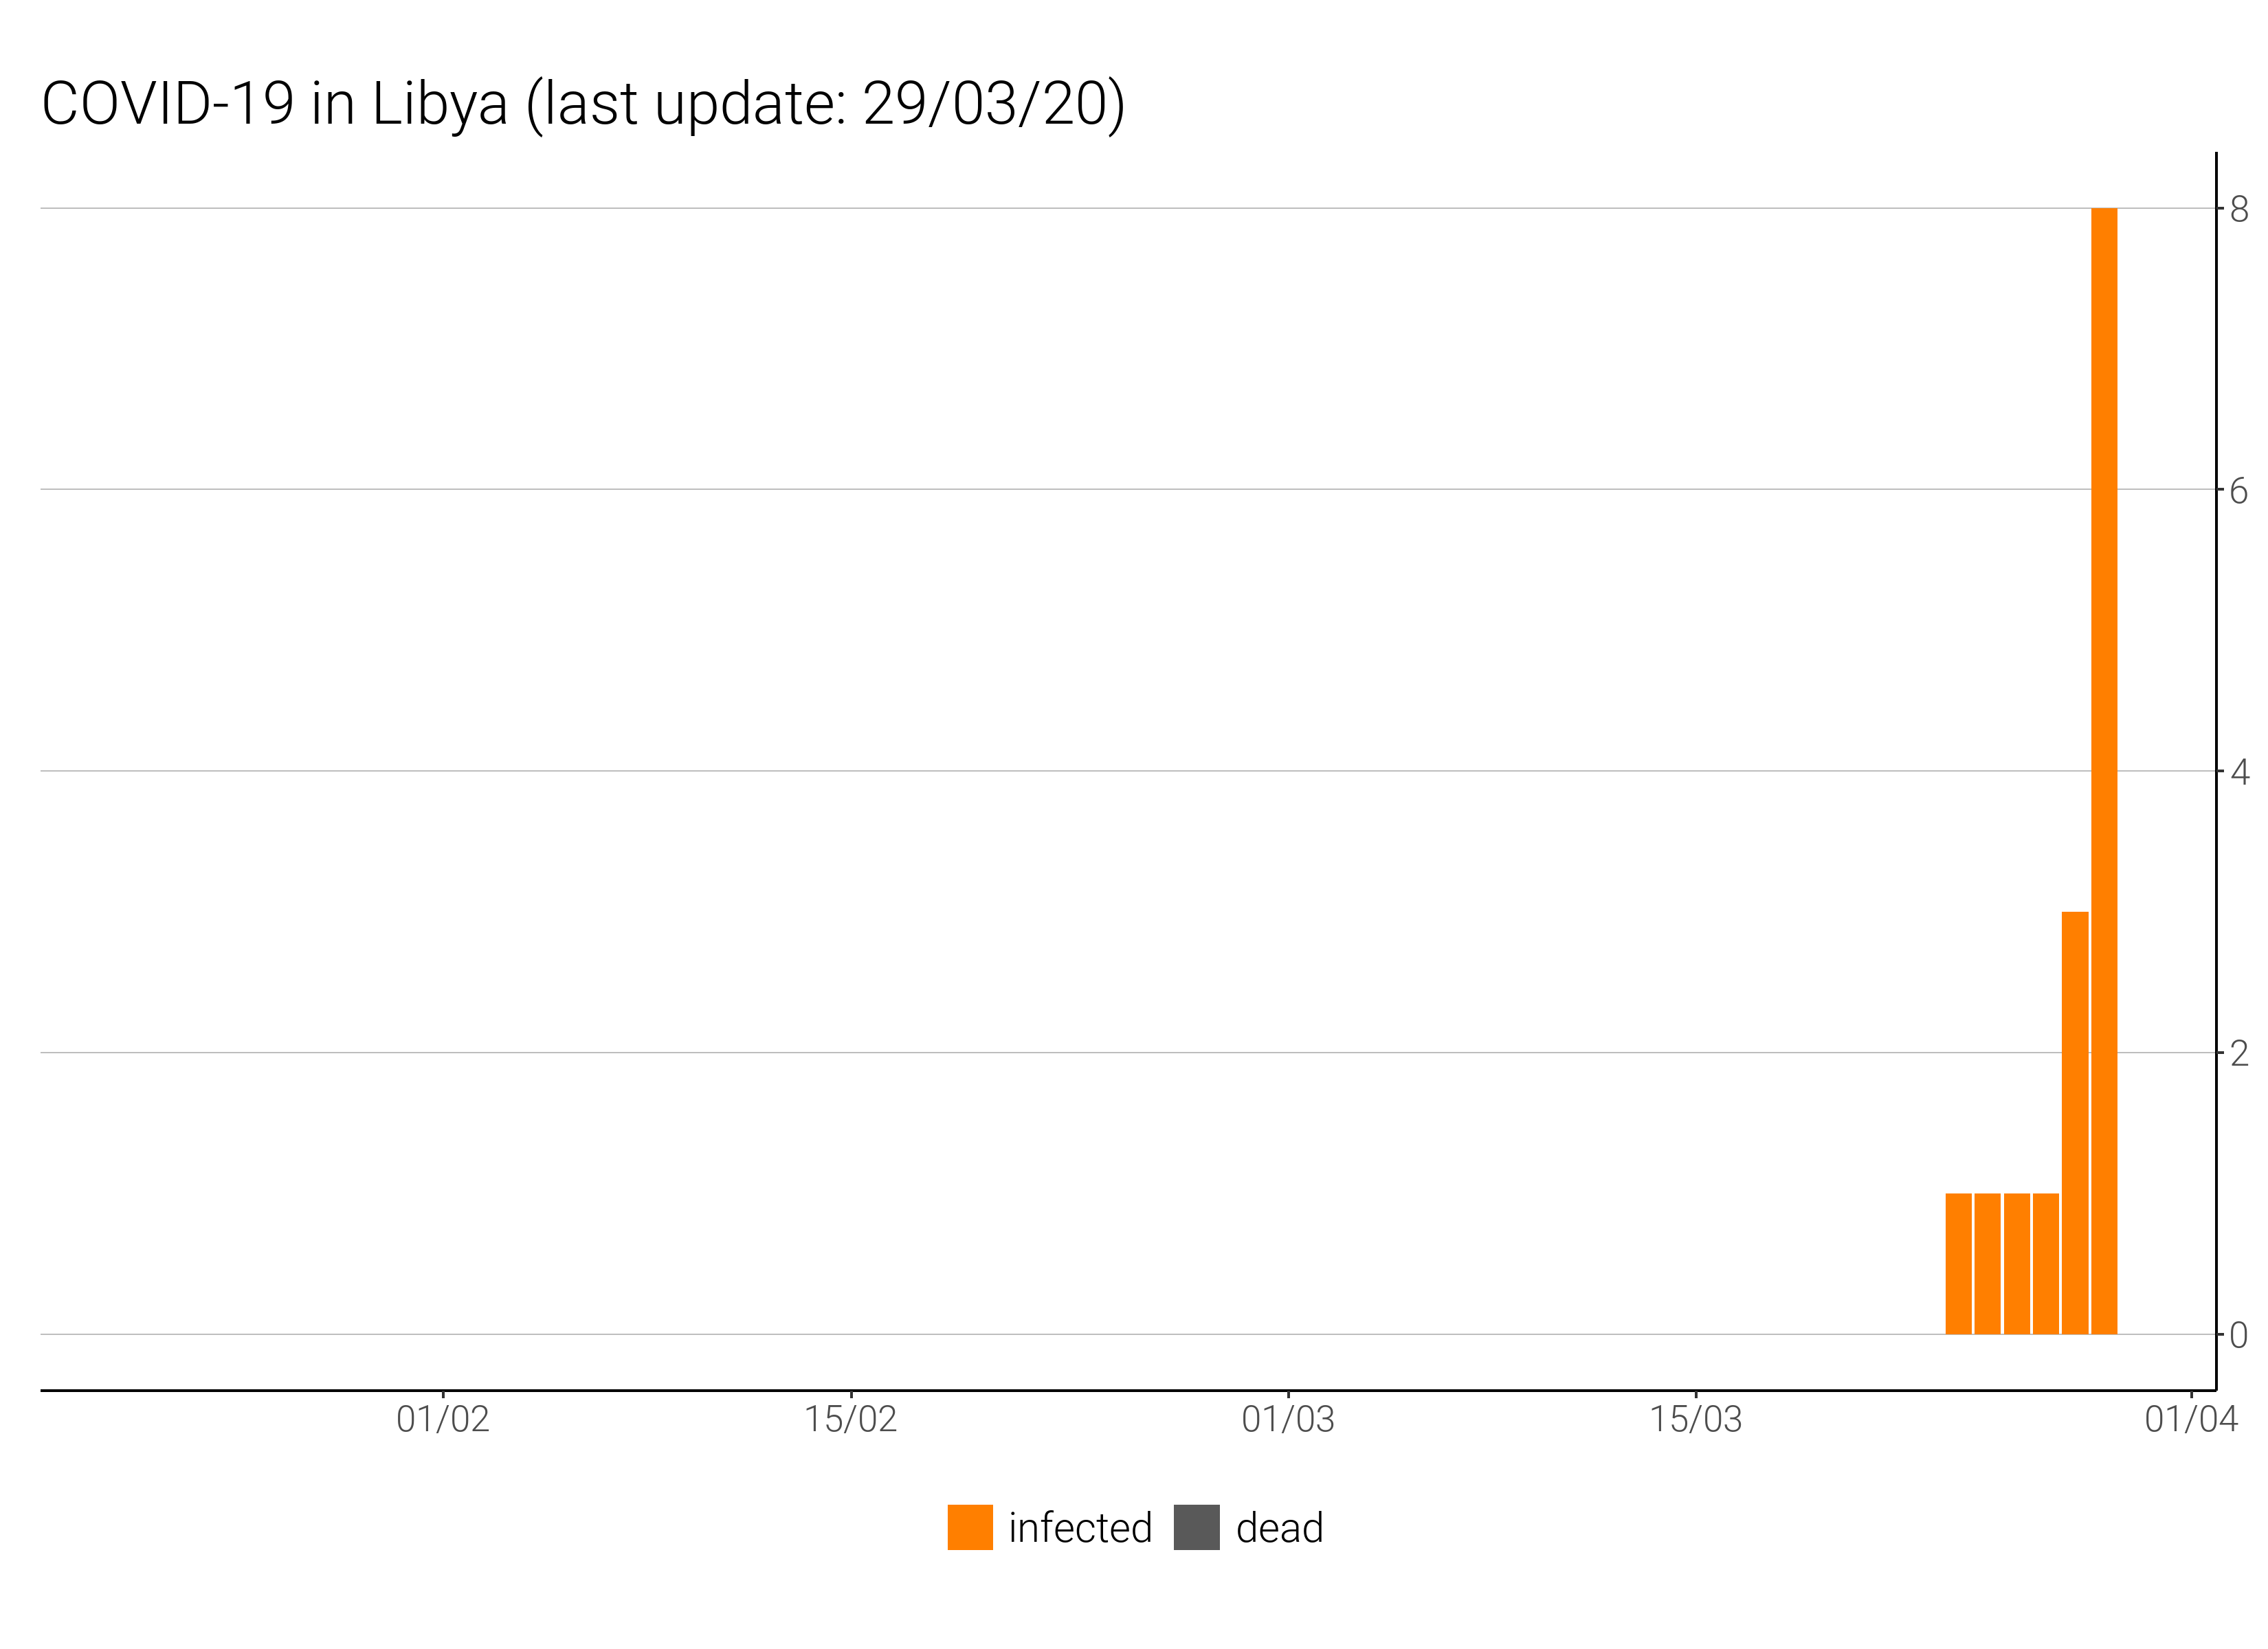 COVID-19 in Libya (last update: 29/03/20)
8
6
4
2
0
01/02 15/02 01/03 15/03 01/04
infected dead